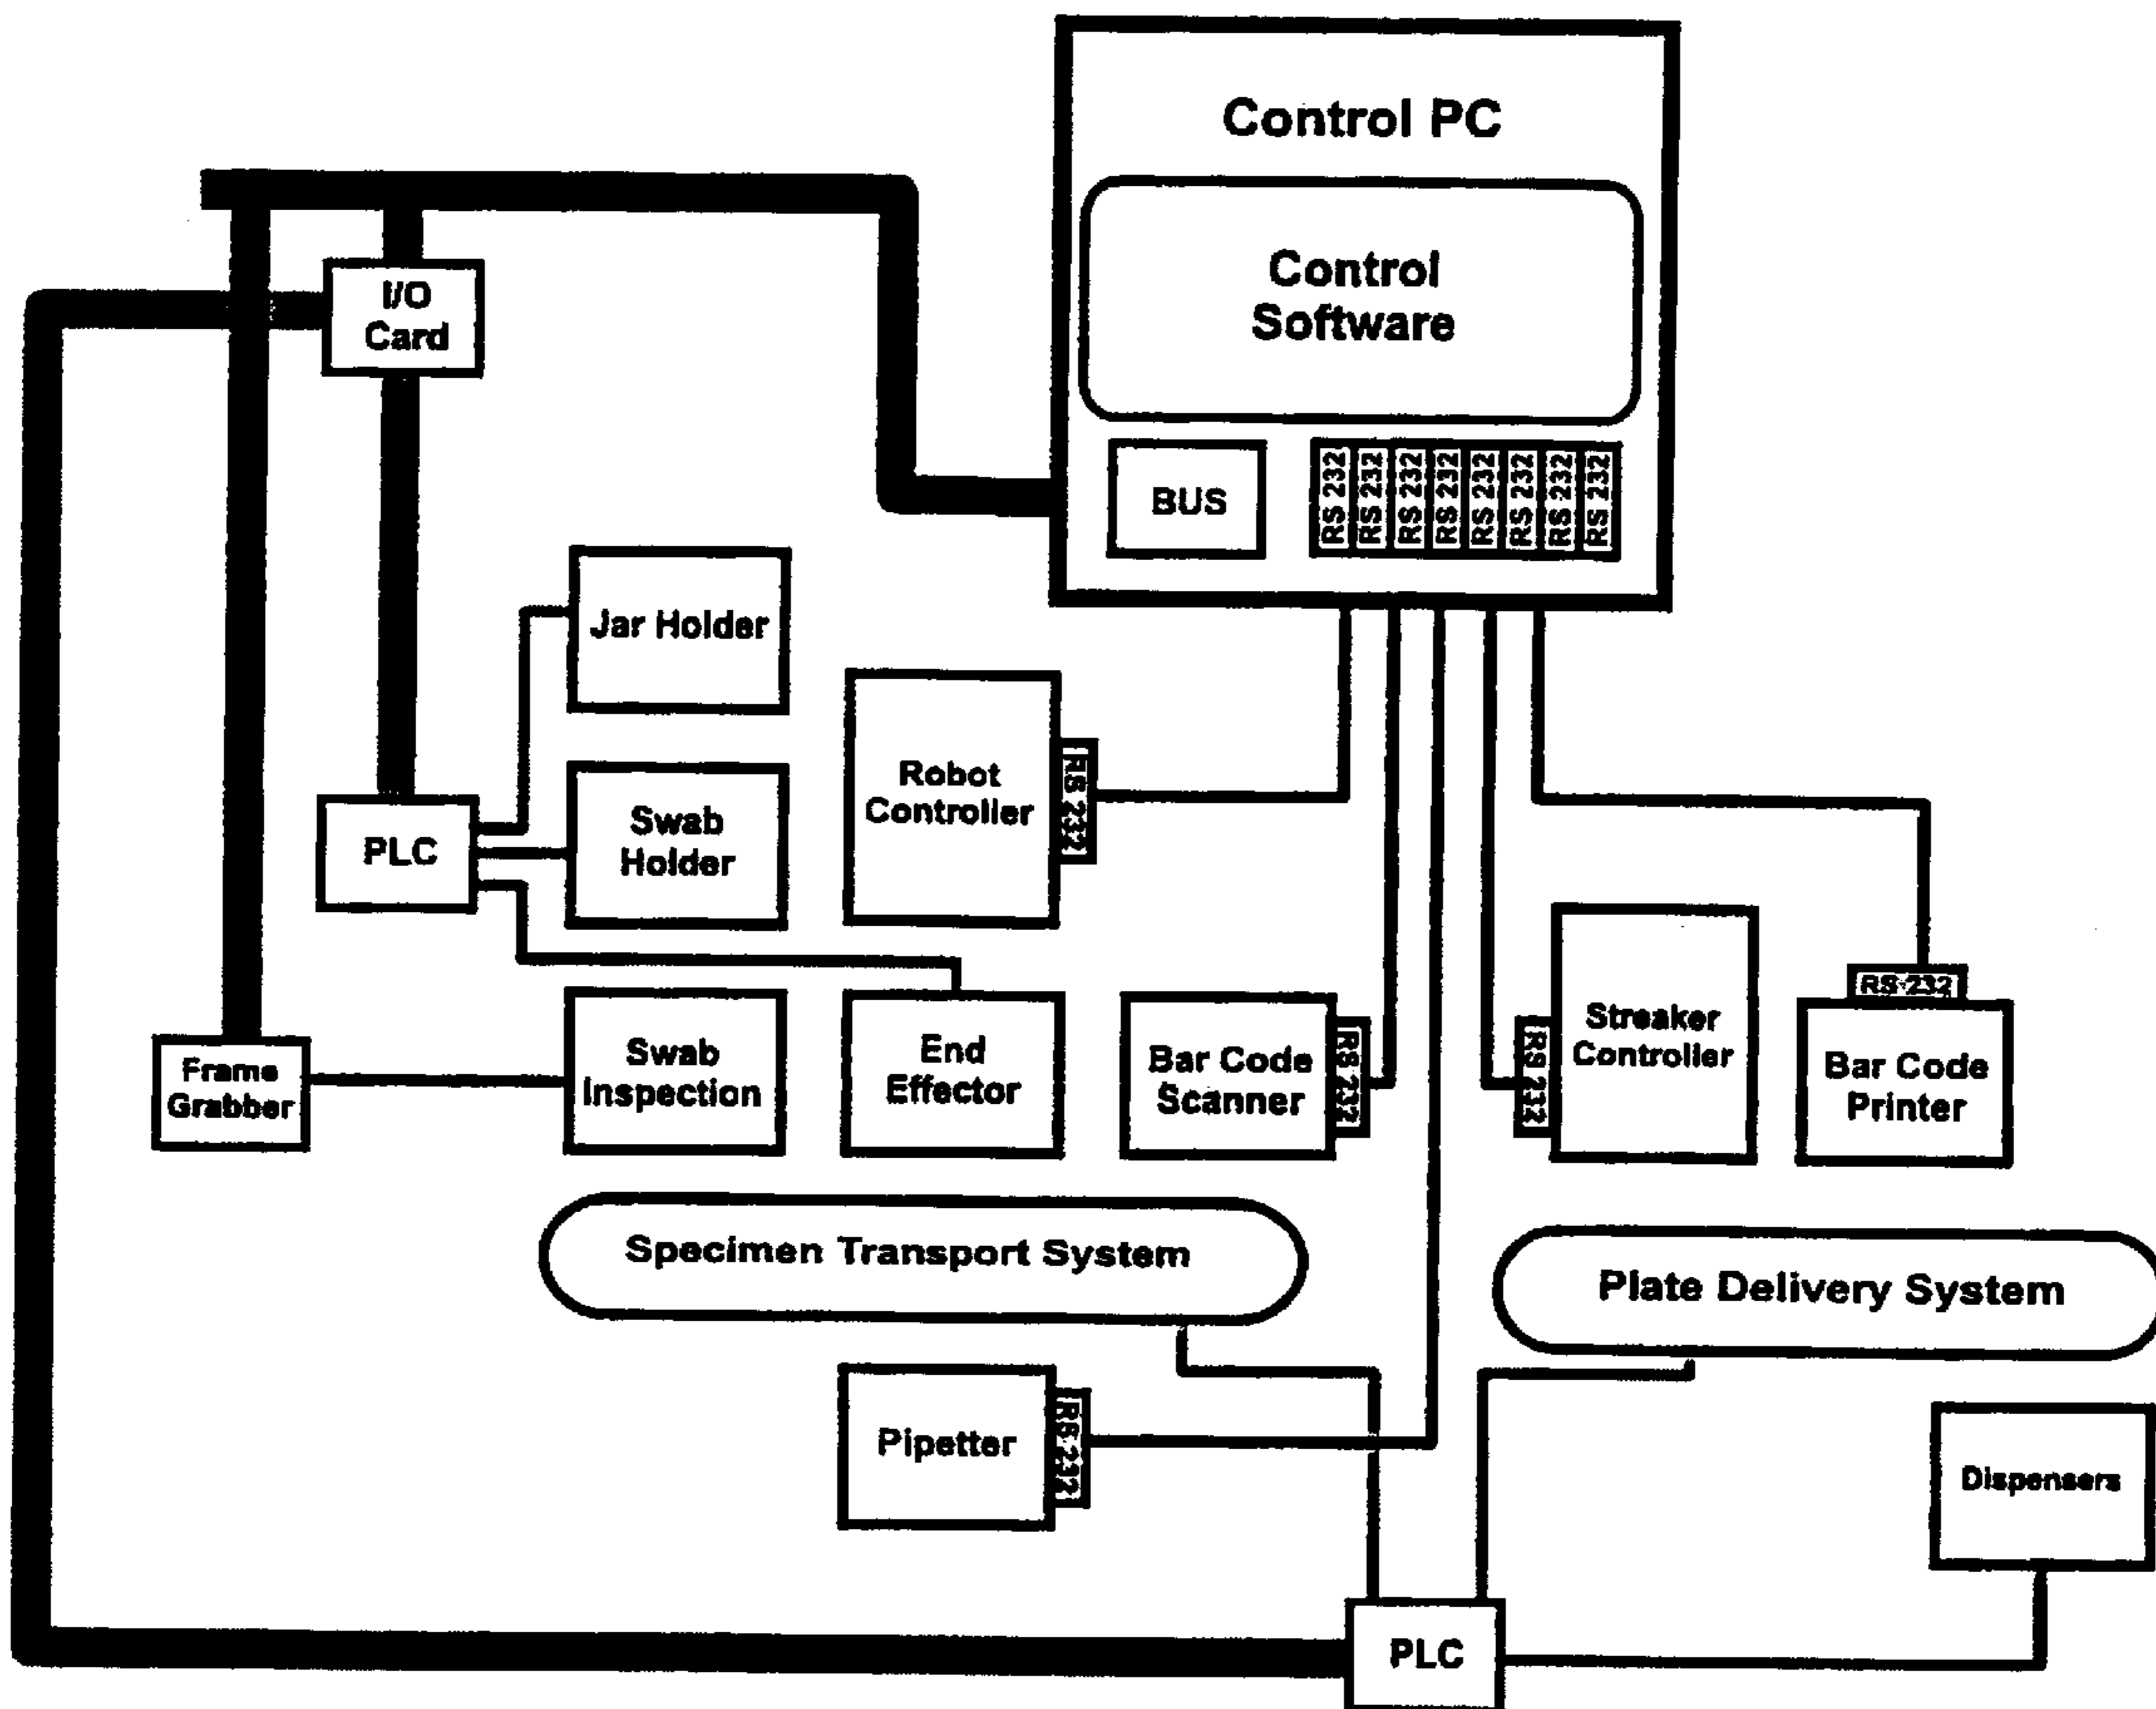 Control PC
Control
Software
BUS
RS 232
RS 232
RS 232
RS 232
RS 232
RS 232
RS 232
RS 232
I/O
Card
Jar Holder
Robot
Controller
RS 232
Swab
Holder
PLC
Frame
Grabber
Swab
Inspection
End
Effector
Bar Code
Scanner
RS 232
RS 232
Streaker
Controller
RS 232
Bar Code
Printer
Specimen Transport System
Plate Delivery System
Pipetter
RS 232
Dispensers
PLC